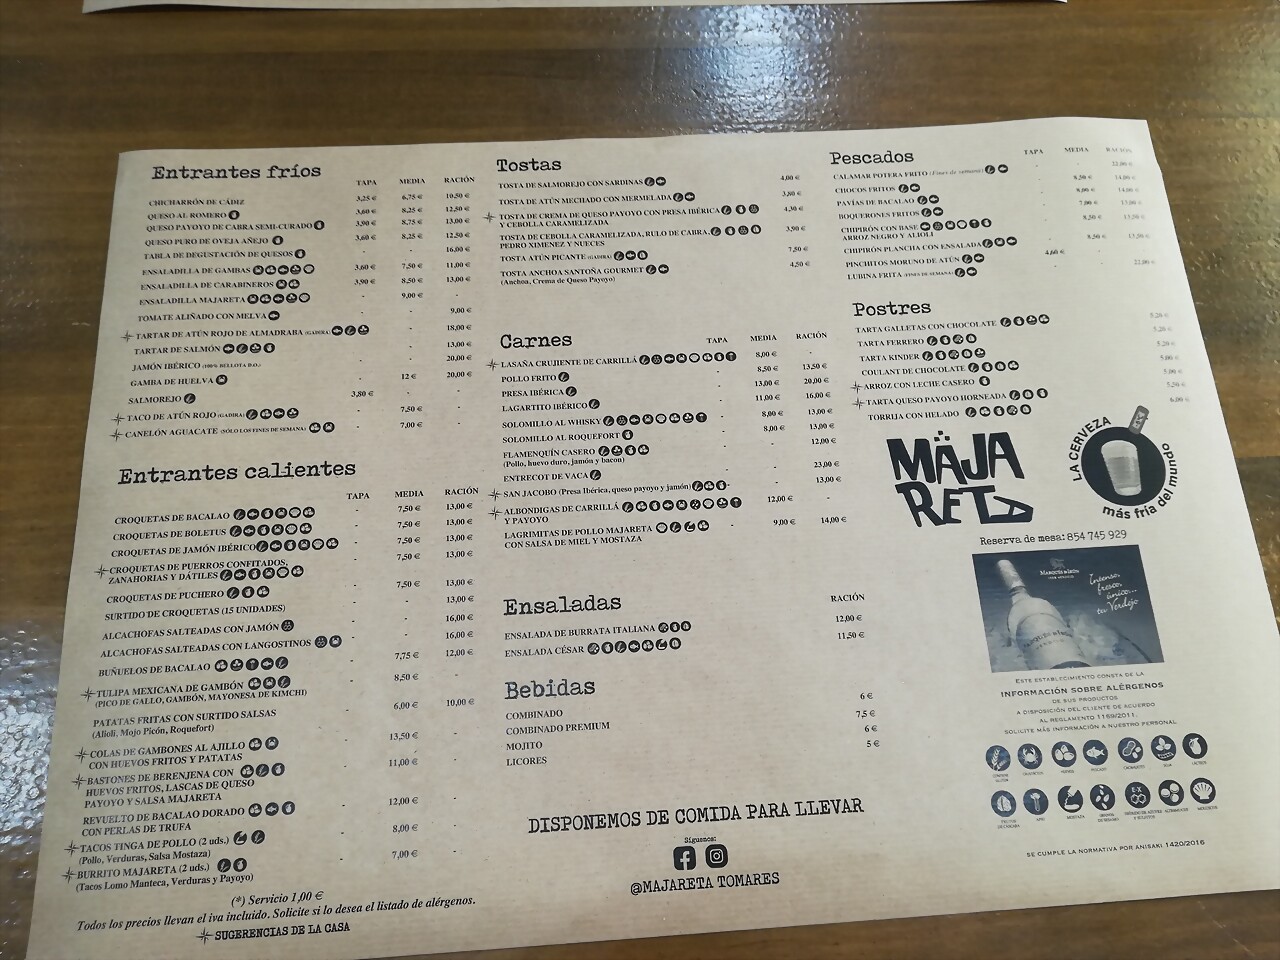 Entrantes fríos
TAPA MEDIA RACIÓN
CHICHARRÓN DE CÁDIZ 3,25 € 6,75 € 10,50 €
QUESO AL ROMERO 3,60 € 8,25 € 12,50 €
QUESO PAYOYO DE CABRA SEMI-CURADO 3,90 € 8,75 € 13,00 €
QUESO PURO DE OVEJA AÑEJO 3,60 € 8,25 € 12,50 €
TABLA DE DEGUSTACIÓN DE QUESOS - - 16,00 €
ENSALADILLA DE GAMBAS 3,60 € 7,50 € 11,00 €
ENSALADILLA DE CARABINEROS 3,90 € 8,50 € 13,00 €
ENSALADILLA MAJARETA - 9,00 € -
TOMATE ALIÑADO CON MELVA - - 9,00 €
TARTAR DE ATÚN ROJO DE ALMADRABA (GADIRA) - - 18,00 €
TARTAR DE SALMÓN - - 13,00 €
JAMÓN IBÉRICO (100% BELLOTA D.O.) - - 20,00 €
GAMBA DE HUELVA - 12 € 20,00 €
SALMOREJO 3,80 € - -
TACO DE ATÚN ROJO (GADIRA) - 7,50 € -
CANELÓN AGUACATE (SÓLO LOS FINES DE SEMANA) - 7,00 € -
Entrantes calientes
TAPA MEDIA RACIÓN
CROQUETAS DE BACALAO - 7,50 € 13,00 €
CROQUETAS DE BOLETUS - 7,50 € 13,00 €
CROQUETAS DE JAMÓN IBÉRICO - 7,50 € 13,00 €
CROQUETAS DE PUERROS CONFITADOS, - 7,50 € 13,00 €
ZANAHORIAS Y DÁTILES
CROQUETAS DE PUCHERO - 7,50 € 13,00 €
SURTIDO DE CROQUETAS (15 UNIDADES) - - 13,00 €
ALCACHOFAS SALTEADAS CON JAMÓN - - 16,00 €
ALCACHOFAS SALTEADAS CON LANGOSTINOS - - 16,00 €
BUÑUELOS DE BACALAO - 7,75 € 12,00 €
TULIPA MEXICANA DE GAMBÓN - 8,50 € -
(PICO DE GALLO, GAMBÓN, MAYONESA DE KIMCHI)
PATATAS FRITAS CON SURTIDO SALSAS - 6,00 € 10,00 €
(Alioli, Mojo Picón, Roquefort)
COLAS DE GAMBONES AL AJILLO - 13,50 € -
CON HUEVOS FRITOS Y PATATAS
BASTONES DE BERENJENA CON - 11,00 € -
HUEVOS FRITOS, LASCAS DE QUESO
PAYOYO Y SALSA MAJARETA
REVUELTO DE BACALAO DORADO - 12,00 € -
CON PERLAS DE TRUFA
TACOS TINGA DE POLLO (2 uds.) - 8,00 € -
(Pollo, Verduras, Salsa Mostaza)
BURRITO MAJARETA (2 uds.) - 7,00 € -
(Tacos Lomo Manteca, Verduras y Payoyo)
(*) Servicio 1,00 €
Todos los precios llevan el iva incluido. Solicite si lo desea el listado de alérgenos.
SUGERENCIAS DE LA CASA
Tostas
TOSTA DE SALMOREJO CON SARDINAS 4,00 €
TOSTA DE ATÚN MECHADO CON MERMELADA 3,80 €
TOSTA DE CREMA DE QUESO PAYOYO CON PRESA IBÉRICA 4,30 €
Y CEBOLLA CARAMELIZADA
TOSTA DE CEBOLLA CARAMELIZADA, RULO DE CABRA, 3,90 €
PEDRO XIMENEZ Y NUECES
TOSTA ATÚN PICANTE (GADIRA) 7,50 €
TOSTA ANCHOA SANTOÑA GOURMET 4,50 €
(Anchoa, Crema de Queso Payoyo)
Carnes
TAPA MEDIA RACIÓN
LASAÑA CRUJIENTE DE CARRILLÁ - 8,00 € -
POLLO FRITO - 8,50 € 13,50 €
PRESA IBÉRICA - 13,00 € 20,00 €
LAGARTITO IBÉRICO - 11,00 € 16,00 €
SOLOMILLO AL WHISKY - 8,00 € 13,00 €
SOLOMILLO AL ROQUEFORT - 8,00 € 13,00 €
FLAMENQUÍN CASERO - - 12,00 €
(Pollo, huevo duro, jamón y bacon)
ENTRECOT DE VACA - - 23,00 €
SAN JACOBO (Presa Ibérica, queso payoyo y jamón) - - 13,00 €
ALBONDIGAS DE CARRILLÁ - 12,00 € -
Y PAYOYO
LAGRIMITAS DE POLLO MAJARETA - 9,00 € 14,00 €
CON SALSA DE MIEL Y MOSTAZA
Ensaladas
RACIÓN
ENSALADA DE BURRATA ITALIANA 12,00 €
ENSALADA CÉSAR 11,50 €
Bebidas
COMBINADO 6 €
COMBINADO PREMIUM 7,5 €
MOJITO 6 €
LICORES 5 €
DISPONEMOS DE COMIDA PARA LLEVAR
Síguenos:
@MAJARETA TOMARES
Pescados
TAPA MEDIA RACIÓN
CALAMAR POTERA FRITO (Fines de semana) - - 22,00 €
CHOCOS FRITOS - 8,50 € 14,00 €
PAVÍAS DE BACALAO - 8,00 € 14,00 €
BOQUERONES FRITOS - 7,00 € 13,00 €
CHIPIRÓN CON BASE - 8,50 €
ARROZ NEGRO Y ALIOLI
CHIPIRÓN PLANCHA CON ENSALADA - 8,50 €
PINCHITOS MORUNO DE ATÚN 4,60 € - -
LUBINA FRITA (FINES DE SEMANA) - - 22,00 €
Postres
TARTA GALLETAS CON CHOCOLATE 5,20 €
TARTA FERRERO 5,20 €
TARTA KINDER 5,20 €
COULANT DE CHOCOLATE 5,00 €
ARROZ CON LECHE CASERO 5,00 €
TARTA QUESO PAYOYO HORNEADA 5,50 €
TORRIJA CON HELADO 6,00 €
MÄJA
RETA
LA CERVEZA
más fría del mundo
Reserva de mesa: 854 745 929
Intenso,
fresco,
único...
tu Verdejo
ESTE ESTABLECIMIENTO CONSTA DE LA
INFORMACIÓN SOBRE ALÉRGENOS
DE SUS PRODUCTOS
A DISPOSICIÓN DEL CLIENTE DE ACUERDO
AL REGLAMENTO 1169/2011.
SOLICITE MÁS INFORMACIÓN A NUESTRO PERSONAL
SE CUMPLE LA NORMATIVA POR ANISAKI 1420/2016